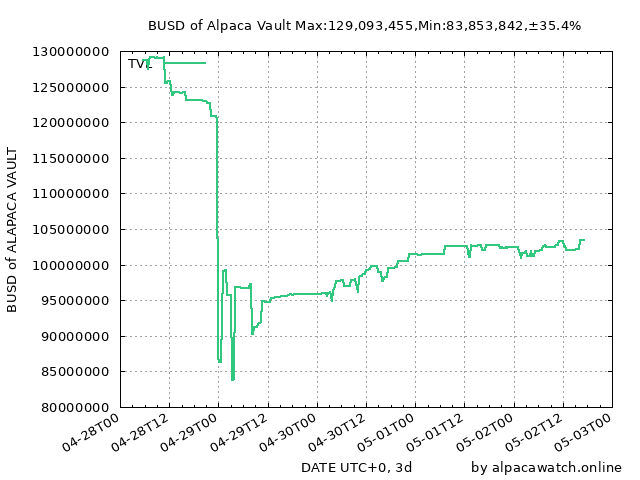 BUSD of Alpaca Vault Max:129,093,455,Min:83,853,842,±35.4%
BUSD of ALAPACA VAULT
130000000
125000000
120000000
115000000
110000000
105000000
100000000
95000000
90000000
85000000
80000000
TVL
04-28T00
04-28T12
04-29T00
04-29T12
04-30T00
04-30T12
05-01T00
05-01T12
05-02T00
05-02T12
05-03T00
DATE UTC+0, 3d
by alpacawatch.online